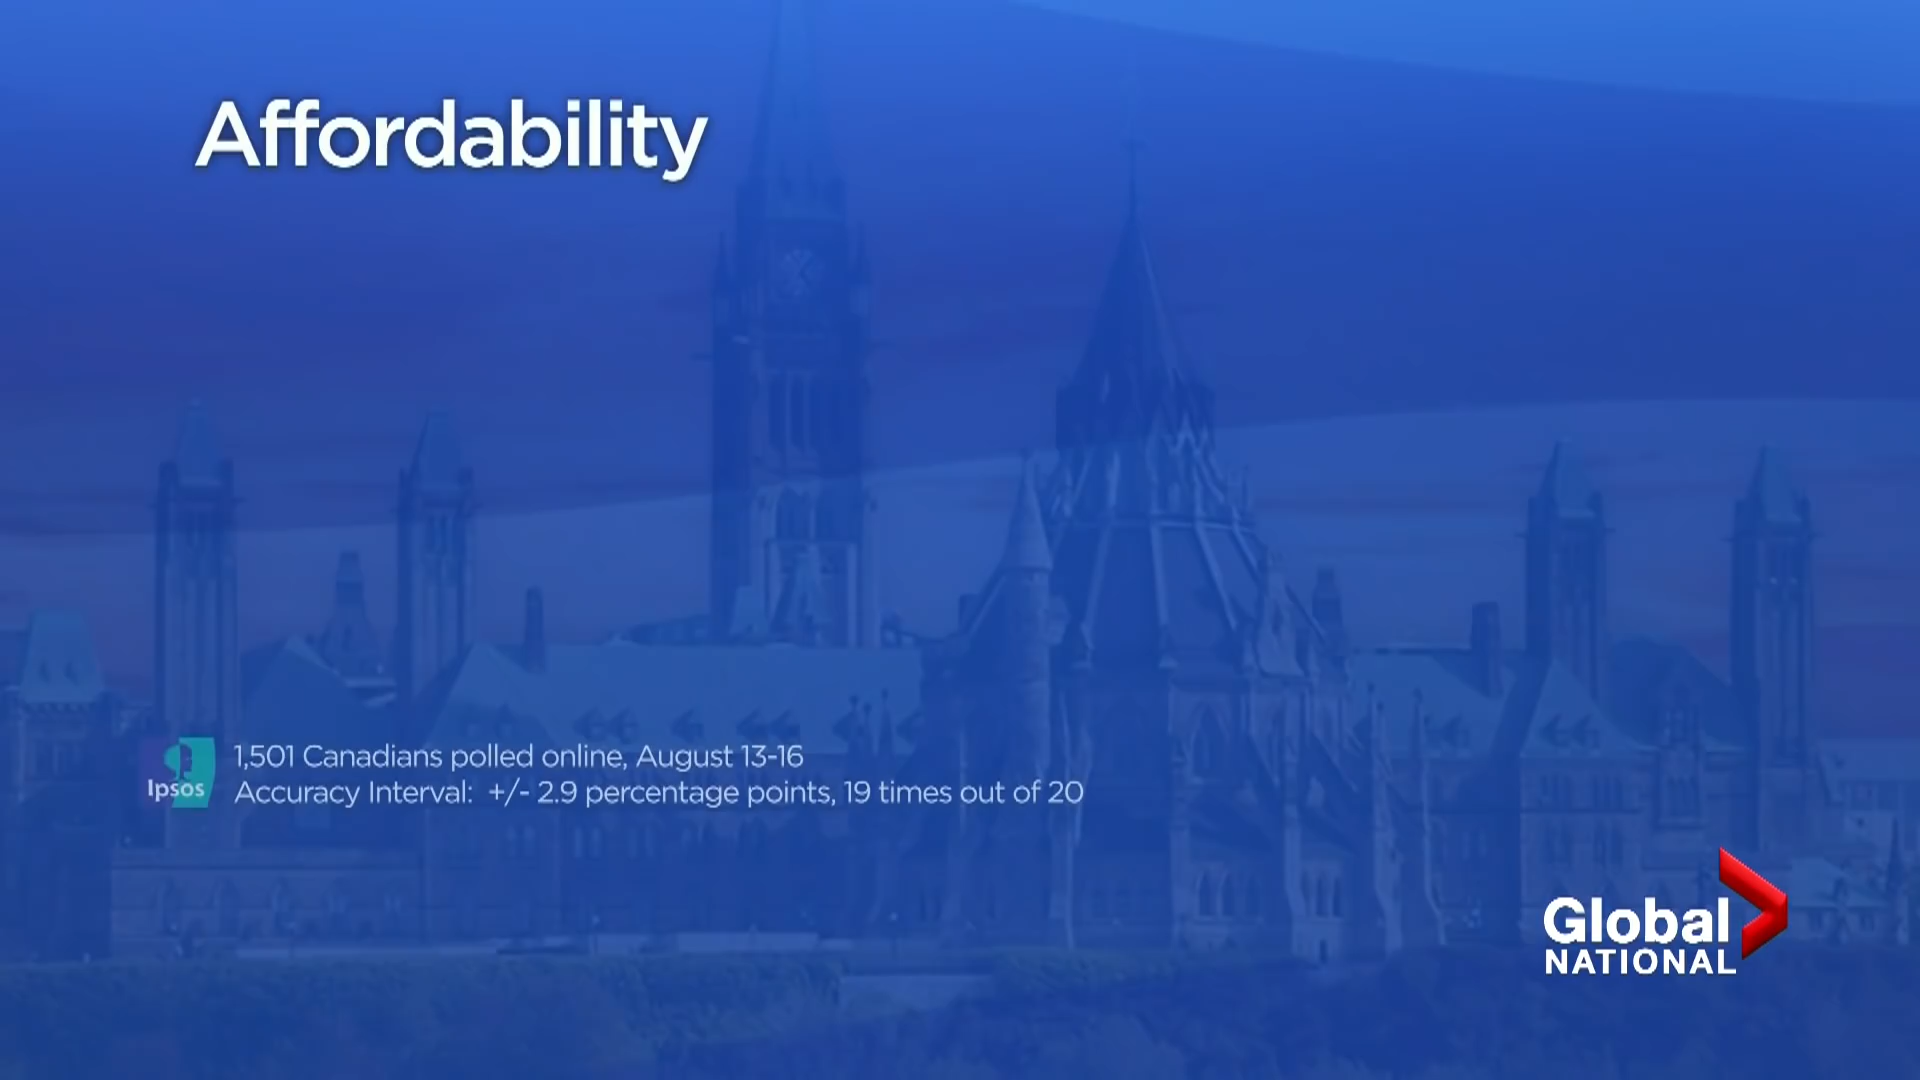 Affordability
Ipsos
1,501 Canadians polled online, August 13-16
Accuracy Interval: +/- 2.9 percentage points, 19 times out of 20
Global
NATIONAL